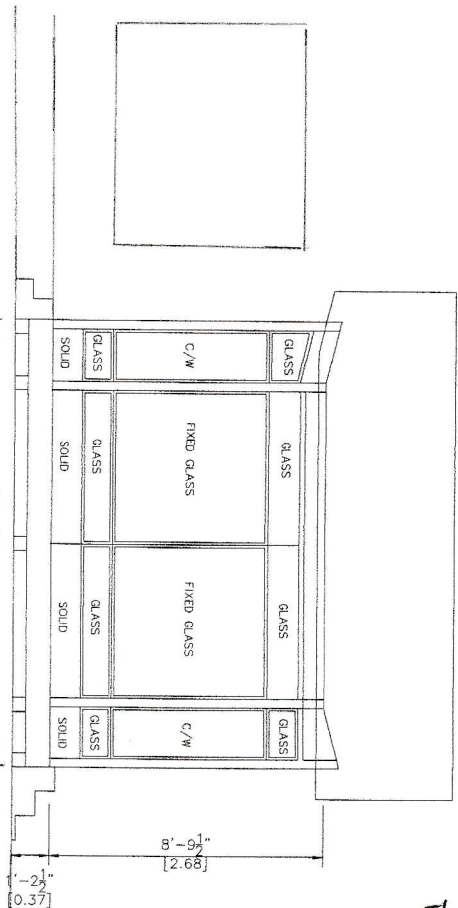 GLASS GLASS GLASS GLASS
C/W FIXED GLASS FIXED GLASS C/W
GLASS GLASS GLASS GLASS
SOLID SOLID SOLID SOLID
8'-9½"
[2.68]
'-2½"
[0.37]